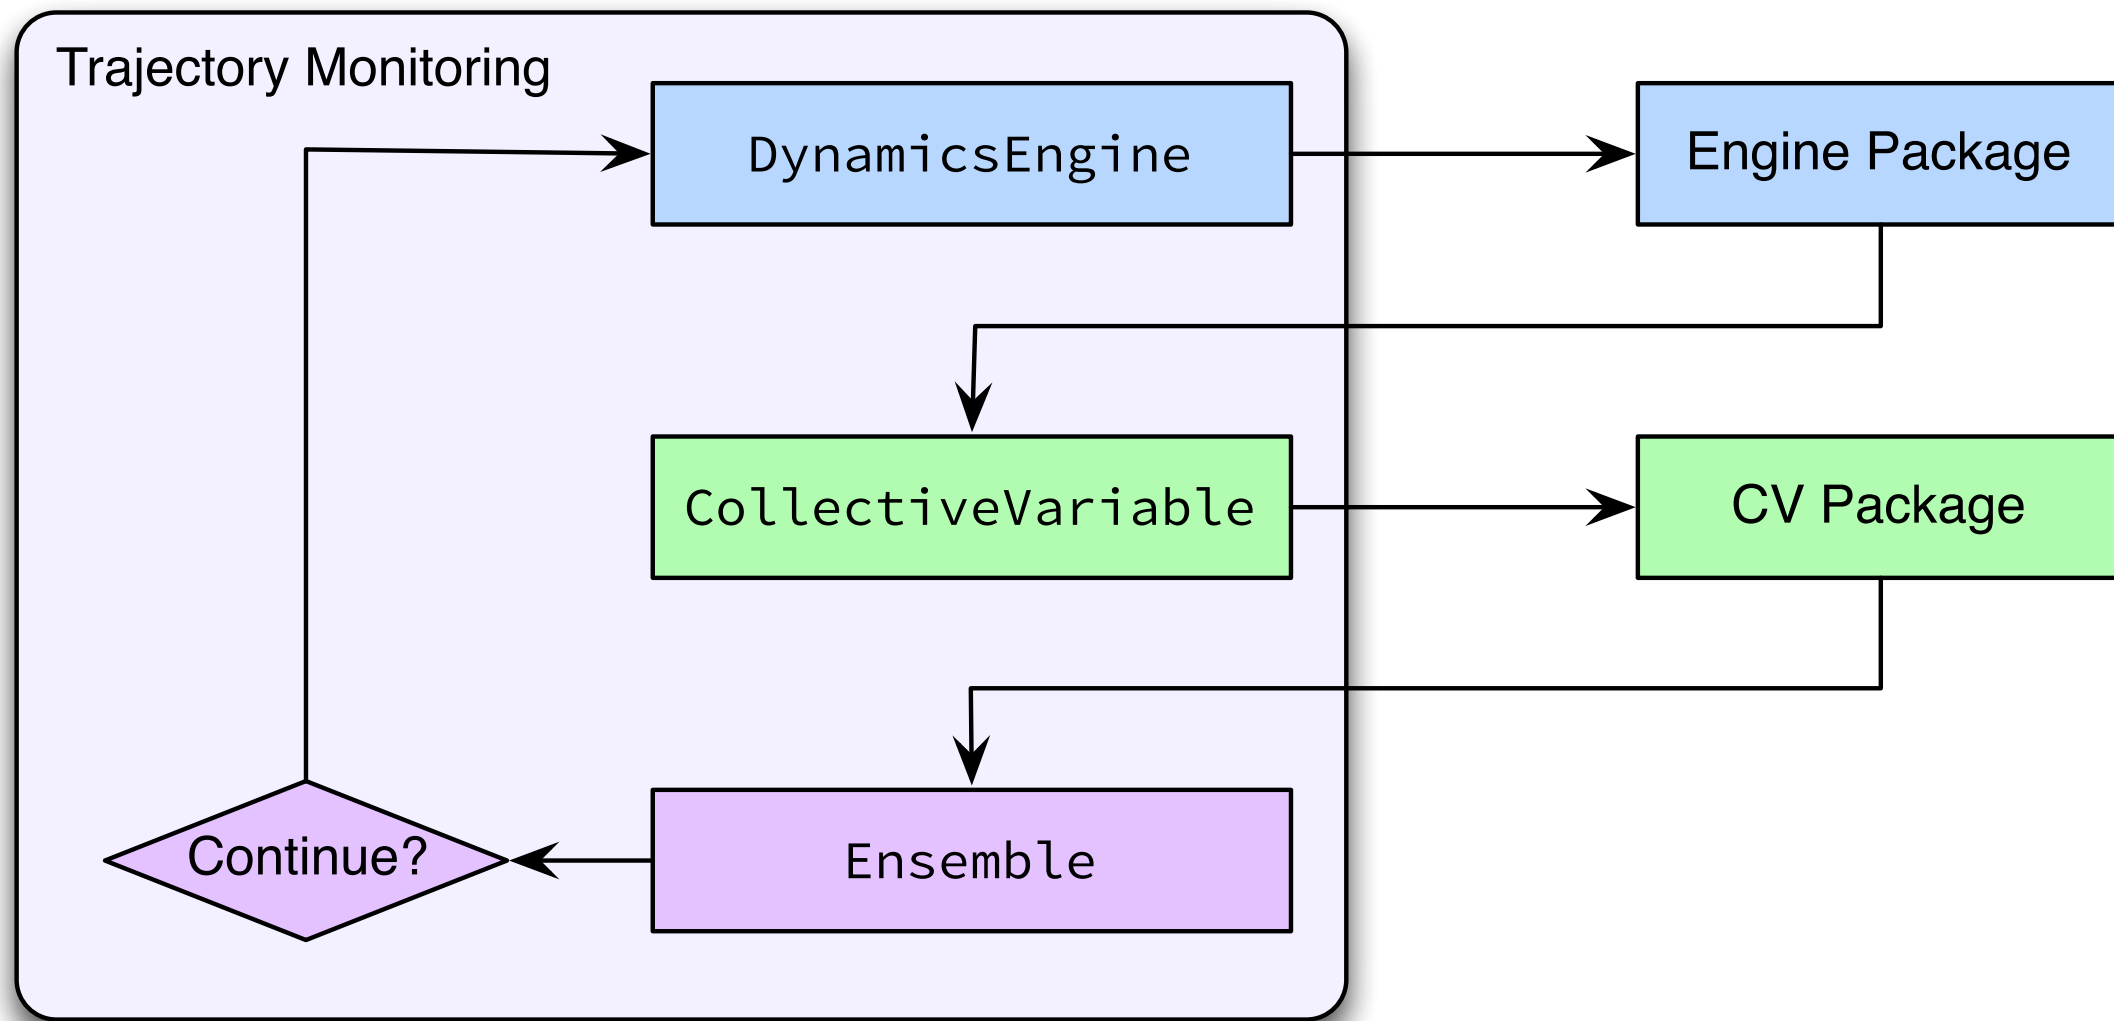 Trajectory Monitoring
DynamicsEngine
Engine Package
CollectiveVariable
CV Package
Continue?
Ensemble